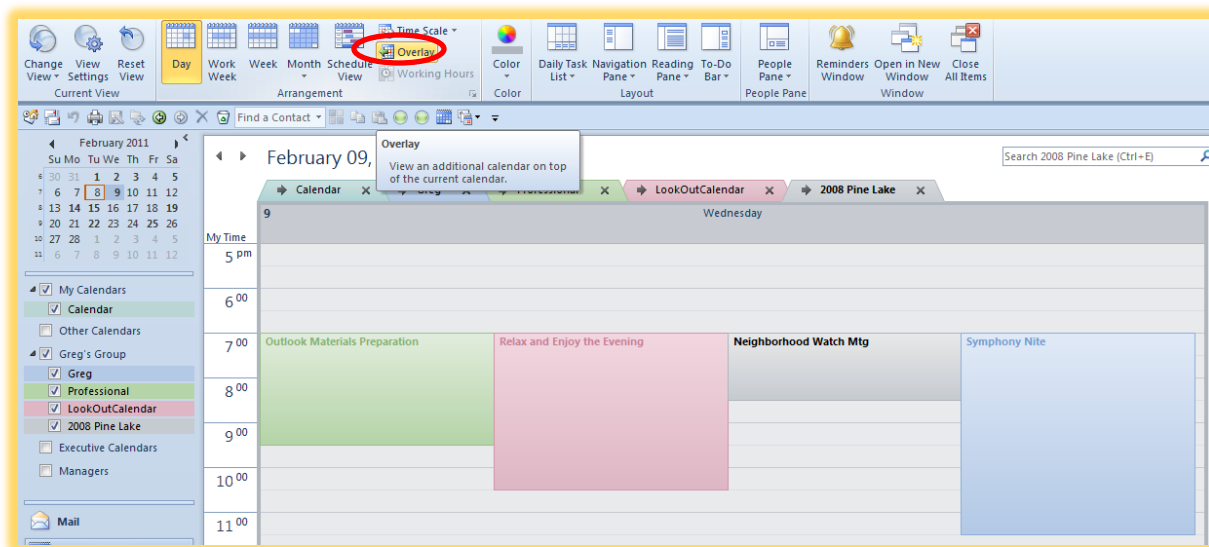 Time Scale
Overlay
Working Hours
Change View
View Settings
Reset View
Day
Work Week
Week
Month
Schedule View
Color
Daily Task List
Navigation Pane
Reading Pane
To-Do Bar
People Pane
Reminders Window
Open in New Window
Close All Items
Current View
Arrangement
Color
Layout
People Pane
Window
Find a Contact
Overlay
View an additional calendar on top
of the current calendar.
February 2011
Su Mo Tu We Th Fr Sa
6 30 31 1 2 3 4 5
7 6 7 8 9 10 11 12
8 13 14 15 16 17 18 19
9 20 21 22 23 24 25 26
10 27 28 1 2 3 4 5
11 6 7 8 9 10 11 12
February 09,
Search 2008 Pine Lake (Ctrl+E)
Calendar
Greg
Professional
LookOutCalendar
2008 Pine Lake
9
Wednesday
My Time
5 pm
6 00
7 00
8 00
9 00
10 00
11 00
Outlook Materials Preparation
Relax and Enjoy the Evening
Neighborhood Watch Mtg
Symphony Nite
My Calendars
Calendar
Other Calendars
Greg's Group
Greg
Professional
LookOutCalendar
2008 Pine Lake
Executive Calendars
Managers
Mail